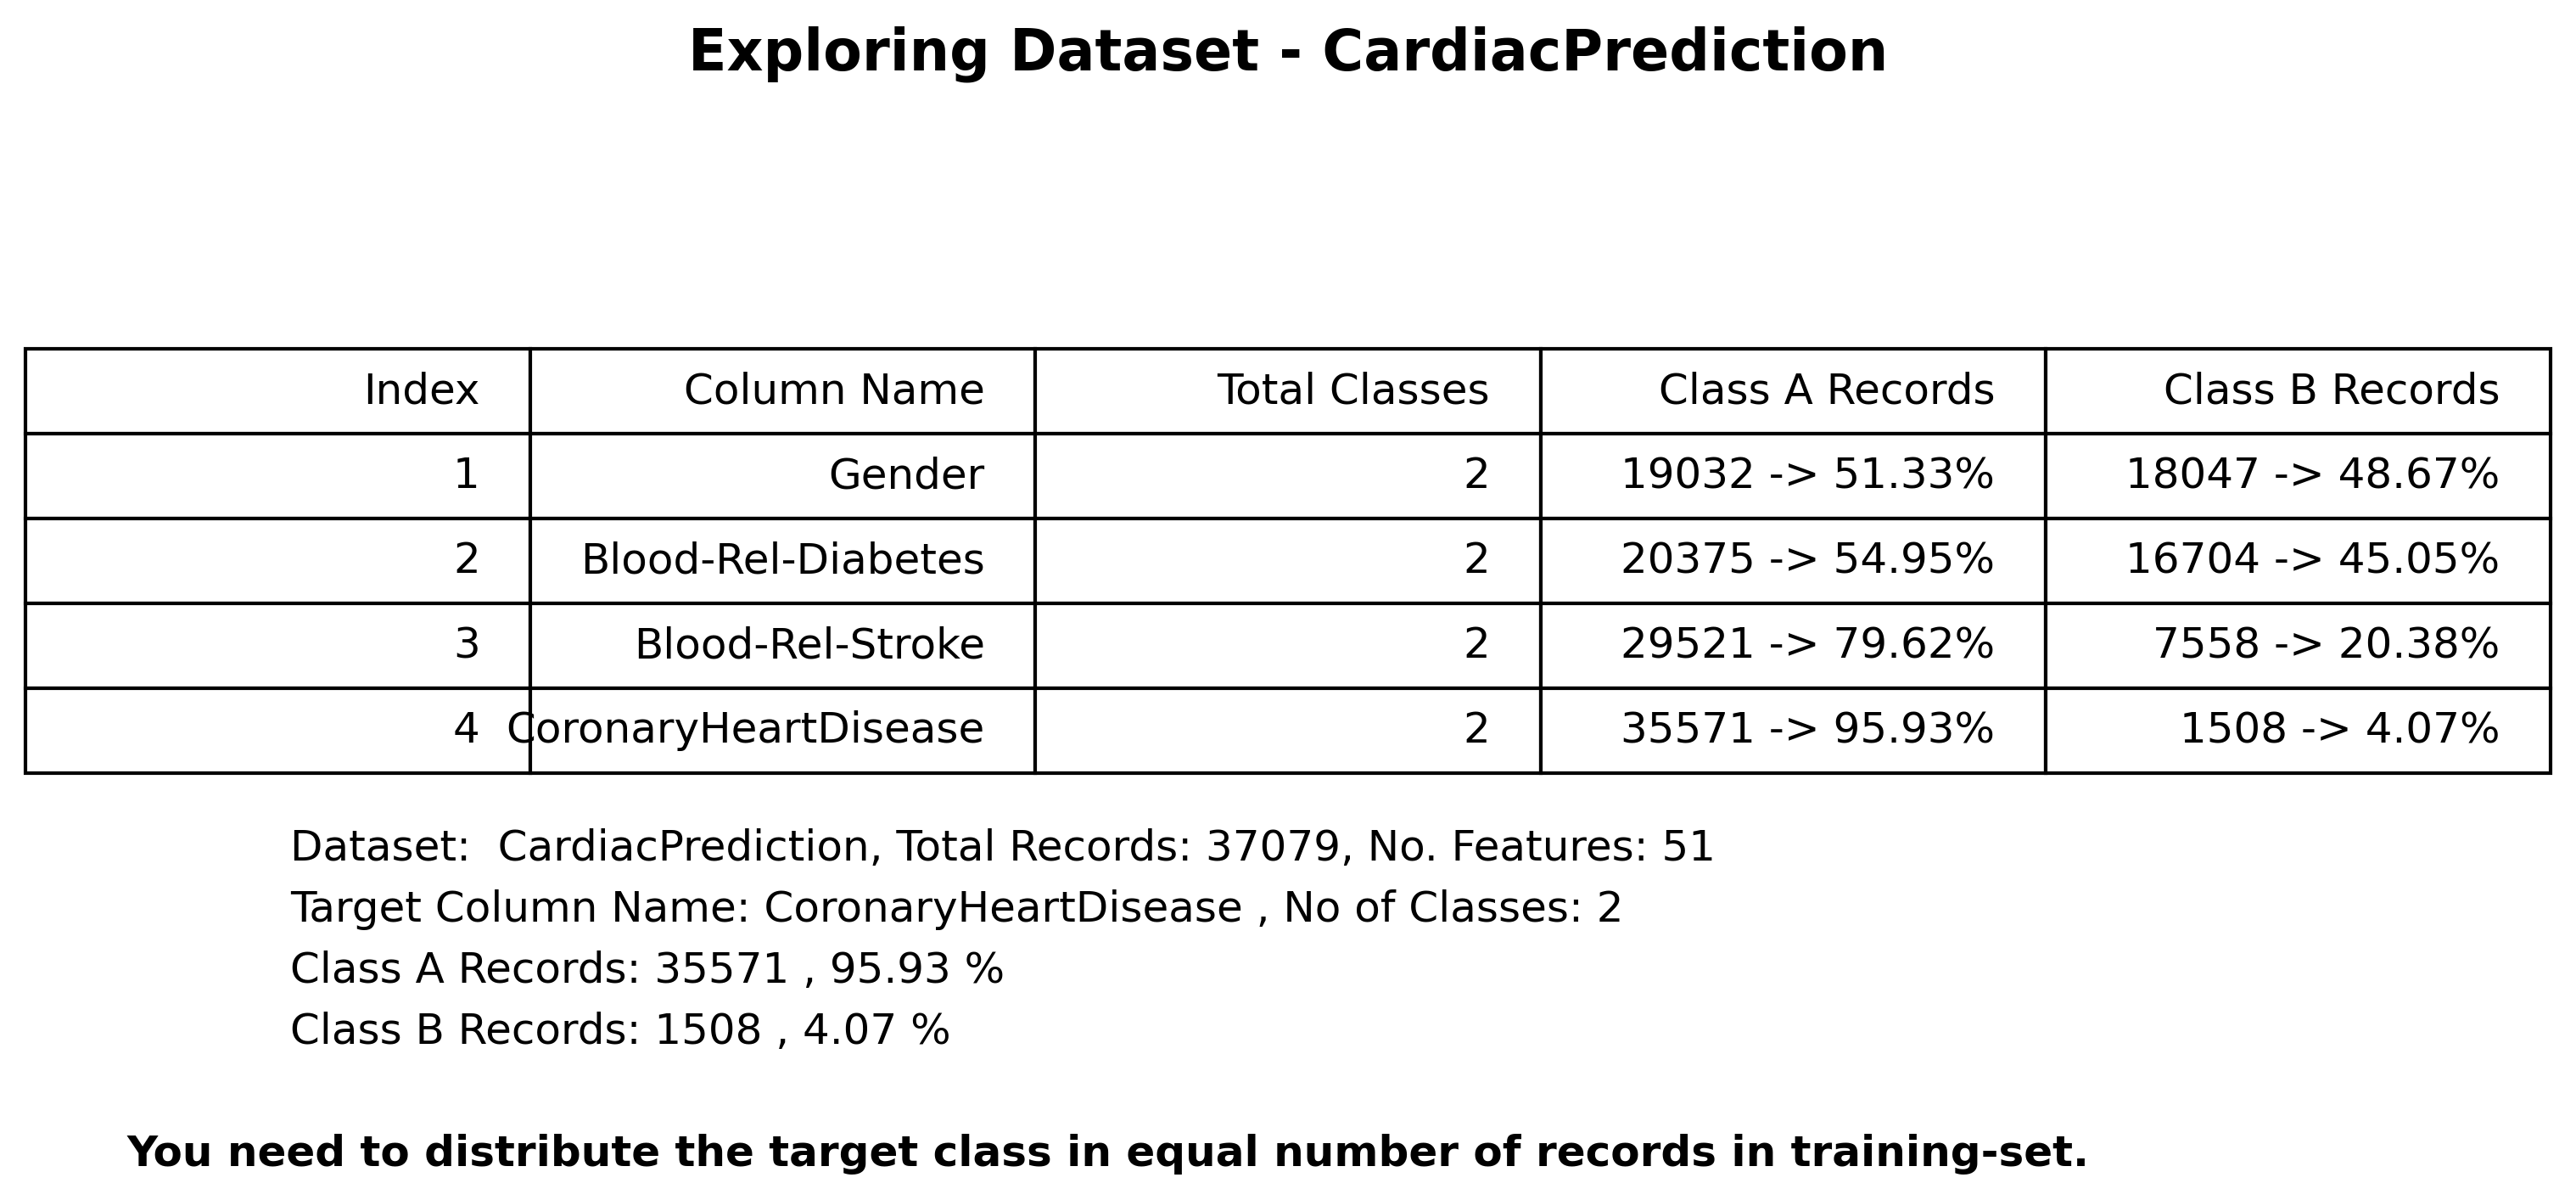 Exploring Dataset - CardiacPrediction
Index Column Name Total Classes Class A Records Class B Records
1 Gender 2 19032 -> 51.33% 18047 -> 48.67%
2 Blood-Rel-Diabetes 2 20375 -> 54.95% 16704 -> 45.05%
3 Blood-Rel-Stroke 2 29521 -> 79.62% 7558 -> 20.38%
4 CoronaryHeartDisease 2 35571 -> 95.93% 1508 -> 4.07%
Dataset:  CardiacPrediction, Total Records: 37079, No. Features: 51
Target Column Name: CoronaryHeartDisease , No of Classes: 2
Class A Records: 35571 , 95.93 %
Class B Records: 1508 , 4.07 %
You need to distribute the target class in equal number of records in training-set.